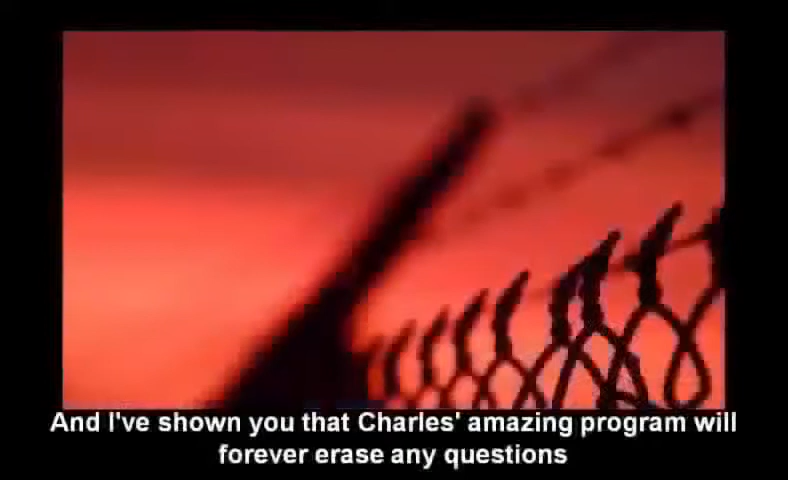 And I've shown you that Charles' amazing program will
forever erase any questions